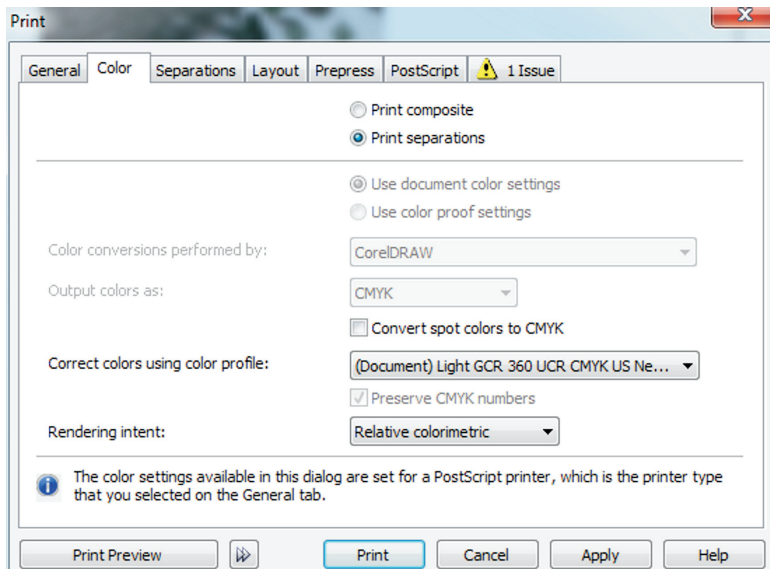 Print
General Color Separations Layout Prepress PostScript 1 Issue
Print composite
Print separations
Use document color settings
Use color proof settings
Color conversions performed by: CorelDRAW
Output colors as: CMYK
Convert spot colors to CMYK
Correct colors using color profile: (Document) Light GCR 360 UCR CMYK US Ne...
Preserve CMYK numbers
Rendering intent: Relative colorimetric
The color settings available in this dialog are set for a PostScript printer, which is the printer type
that you selected on the General tab.
Print Preview Print Cancel Apply Help